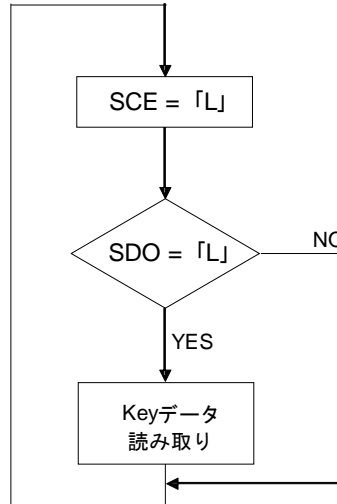 SCE = 「L」
SDO = 「L」
YES
Keyデータ
読み取り